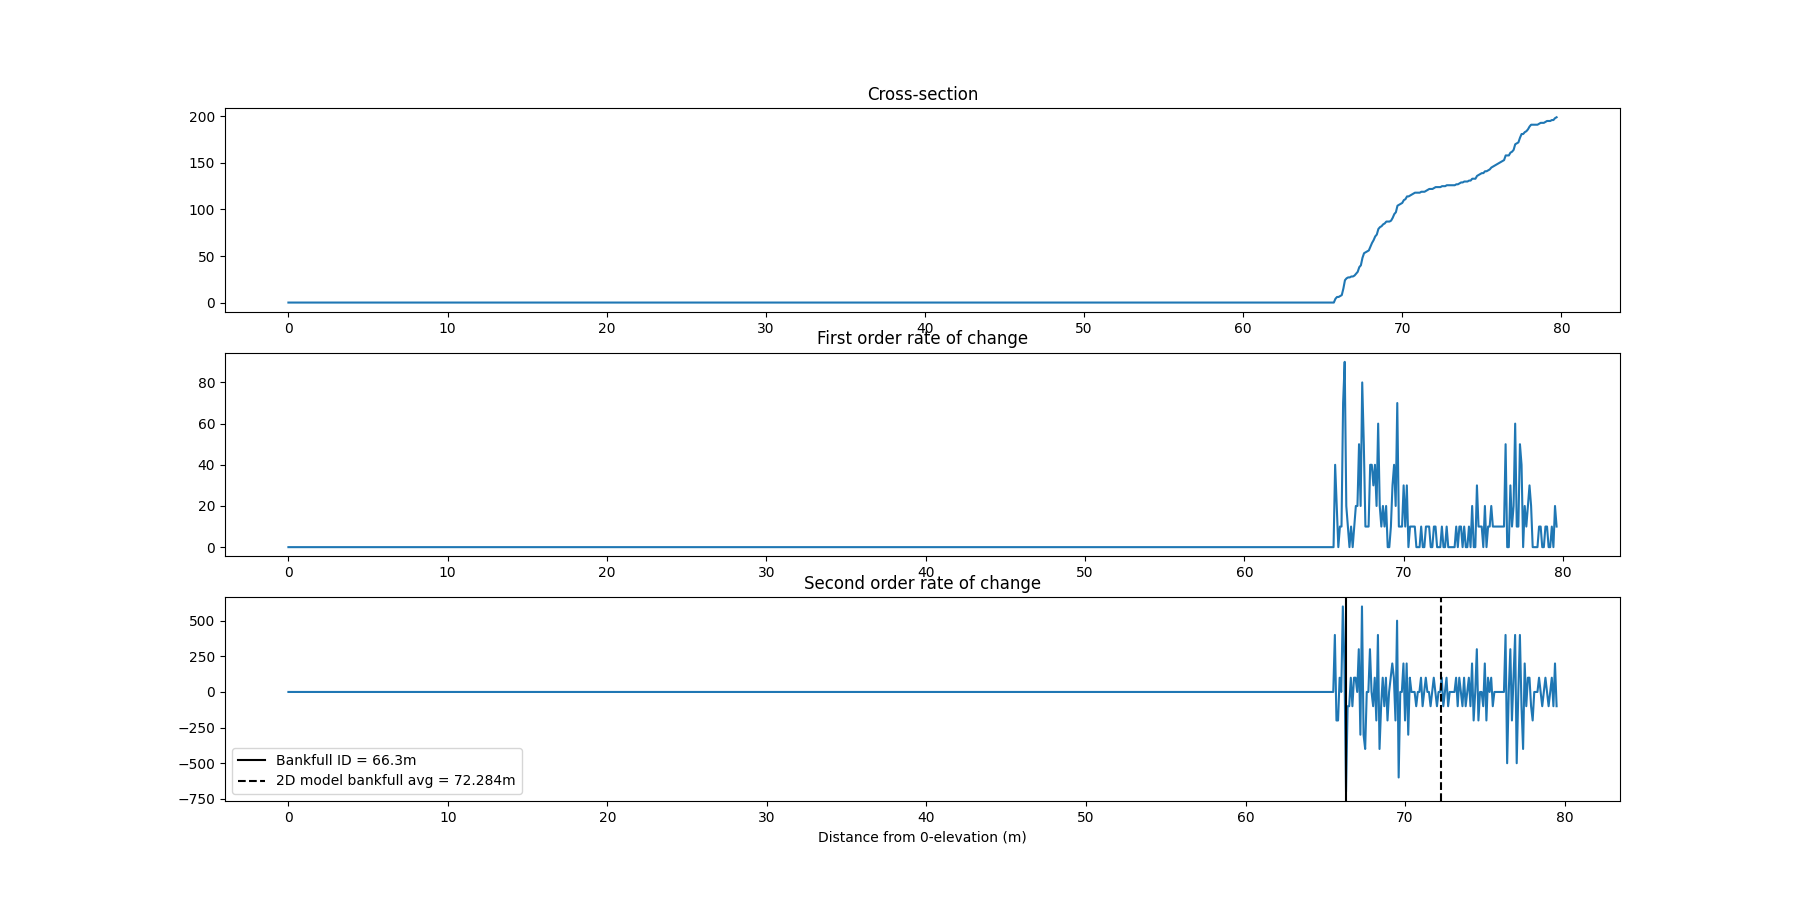 Cross-section
200
150
100
50
0
0 10 20 30 40 50 60 70 80
First order rate of change
80
60
40
20
0
0 10 20 30 40 50 60 70 80
Second order rate of change
500
250
0
−250
−500
−750
Bankfull ID = 66.3m
2D model bankfull avg = 72.284m
0 10 20 30 40 50 60 70 80
Distance from 0-elevation (m)